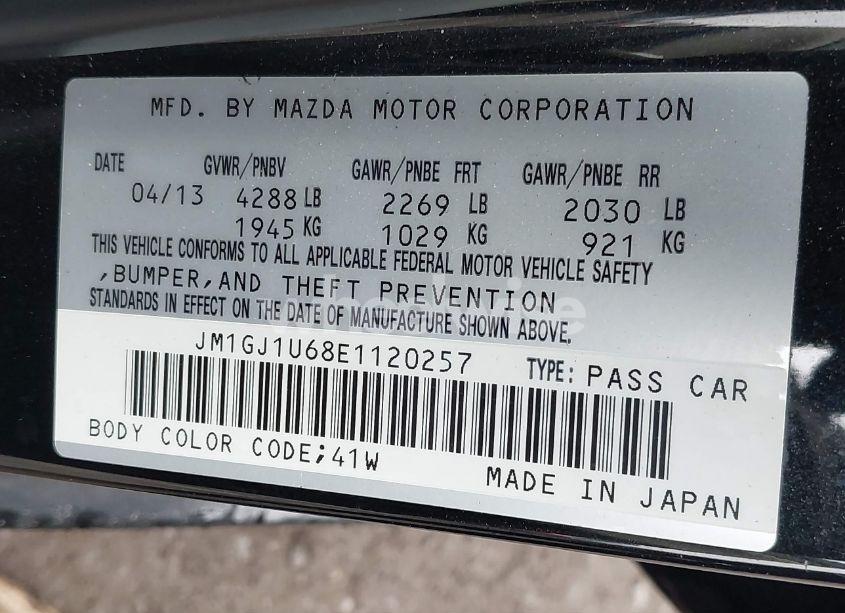 MFD. BY MAZDA MOTOR CORPORATION
DATE GVWR/PNBV GAWR/PNBE FRT GAWR/PNBE RR
04/13 4288 LB 2269 LB 2030 LB
1945 KG 1029 KG 921 KG
THIS VEHICLE CONFORMS TO ALL APPLICABLE FEDERAL MOTOR VEHICLE SAFETY
,BUMPER,AND THEFT PREVENTION
STANDARDS IN EFFECT ON THE DATE OF MANUFACTURE SHOWN ABOVE.
JM1GJ1U68E1120257 TYPE: PASS CAR
BODY COLOR CODE;41W
MADE IN JAPAN